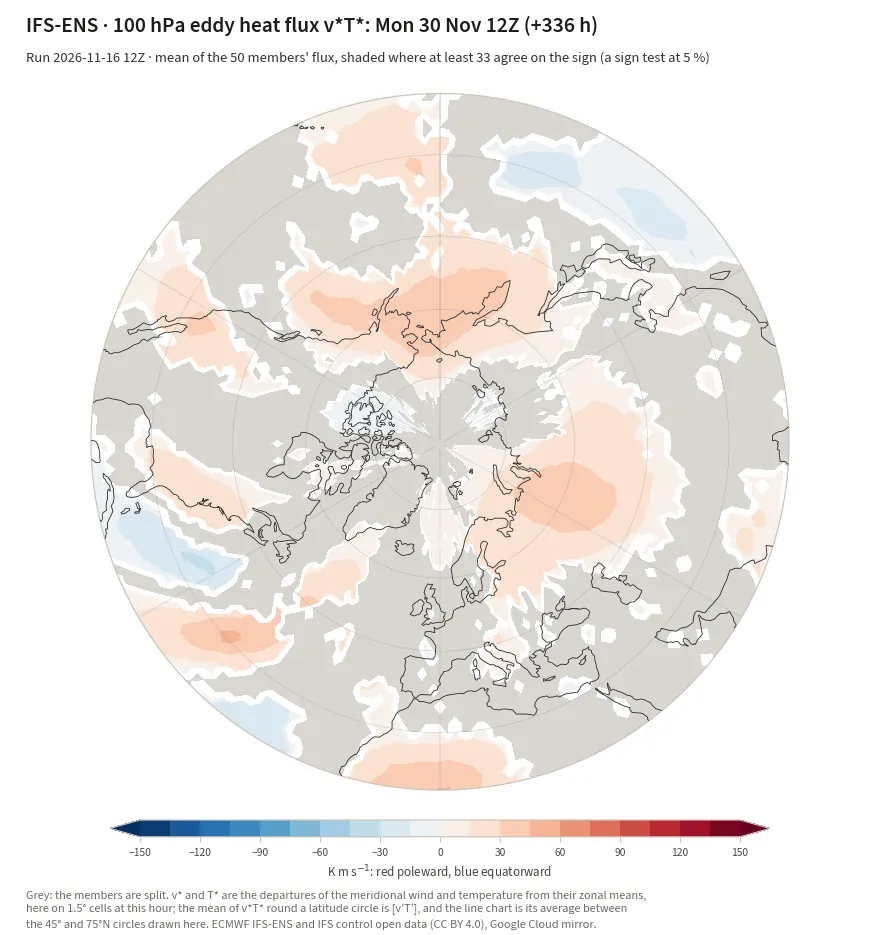 IFS-ENS · 100 hPa eddy heat flux v*T*: Mon 30 Nov 12Z (+336 h)
Run 2026-11-16 12Z · mean of the 50 members' flux, shaded where at least 33 agree on the sign (a sign test at 5 %)
−150 −120 −90 −60 −30 0 30 60 90 120 150
K m s⁻¹: red poleward, blue equatorward
Grey: the members are split. v* and T* are the departures of the meridional wind and temperature from their zonal means,
here on 1.5° cells at this hour; the mean of v*T* round a latitude circle is [v'T'], and the line chart is its average between
the 45° and 75°N circles drawn here. ECMWF IFS-ENS and IFS control open data (CC BY 4.0), Google Cloud mirror.